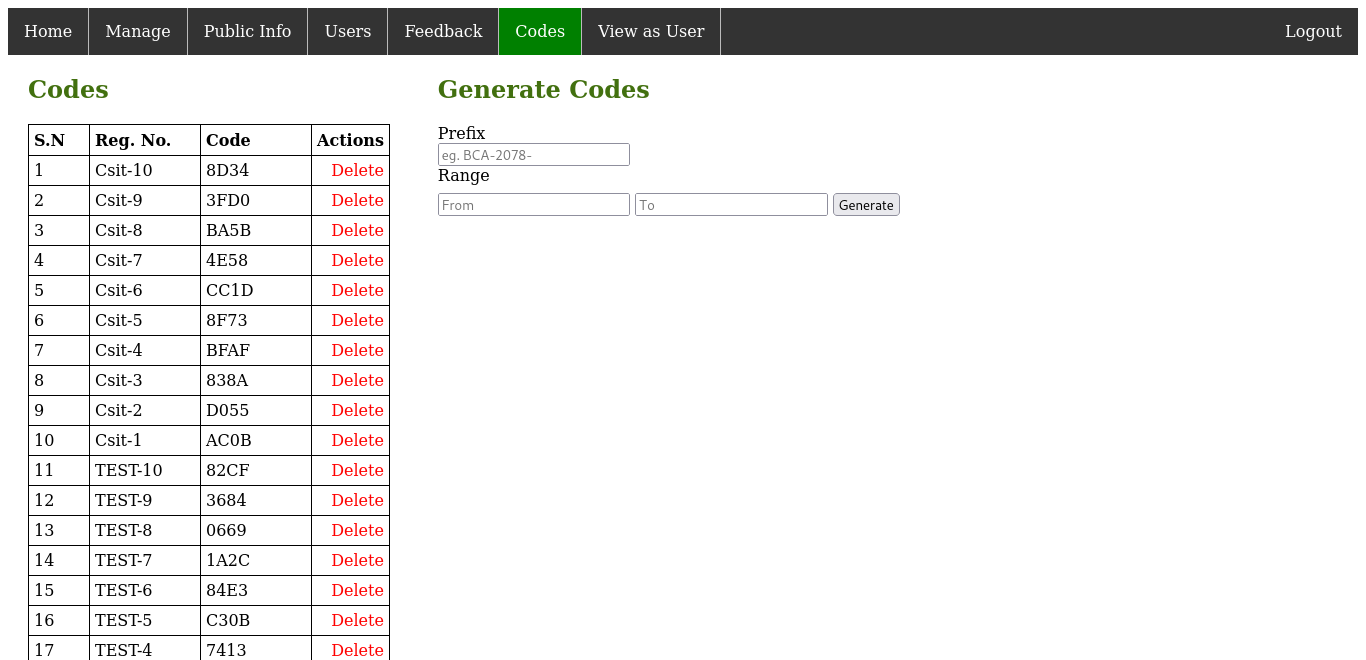 Home Manage Public Info Users Feedback Codes View as User Logout
Codes
S.N Reg. No. Code Actions
1 Csit-10 8D34 Delete
2 Csit-9 3FD0 Delete
3 Csit-8 BA5B Delete
4 Csit-7 4E58 Delete
5 Csit-6 CC1D Delete
6 Csit-5 8F73 Delete
7 Csit-4 BFAF Delete
8 Csit-3 838A Delete
9 Csit-2 D055 Delete
10 Csit-1 AC0B Delete
11 TEST-10 82CF Delete
12 TEST-9 3684 Delete
13 TEST-8 0669 Delete
14 TEST-7 1A2C Delete
15 TEST-6 84E3 Delete
16 TEST-5 C30B Delete
17 TEST-4 7413 Delete
Generate Codes
Prefix
eg. BCA-2078-
Range
From To Generate